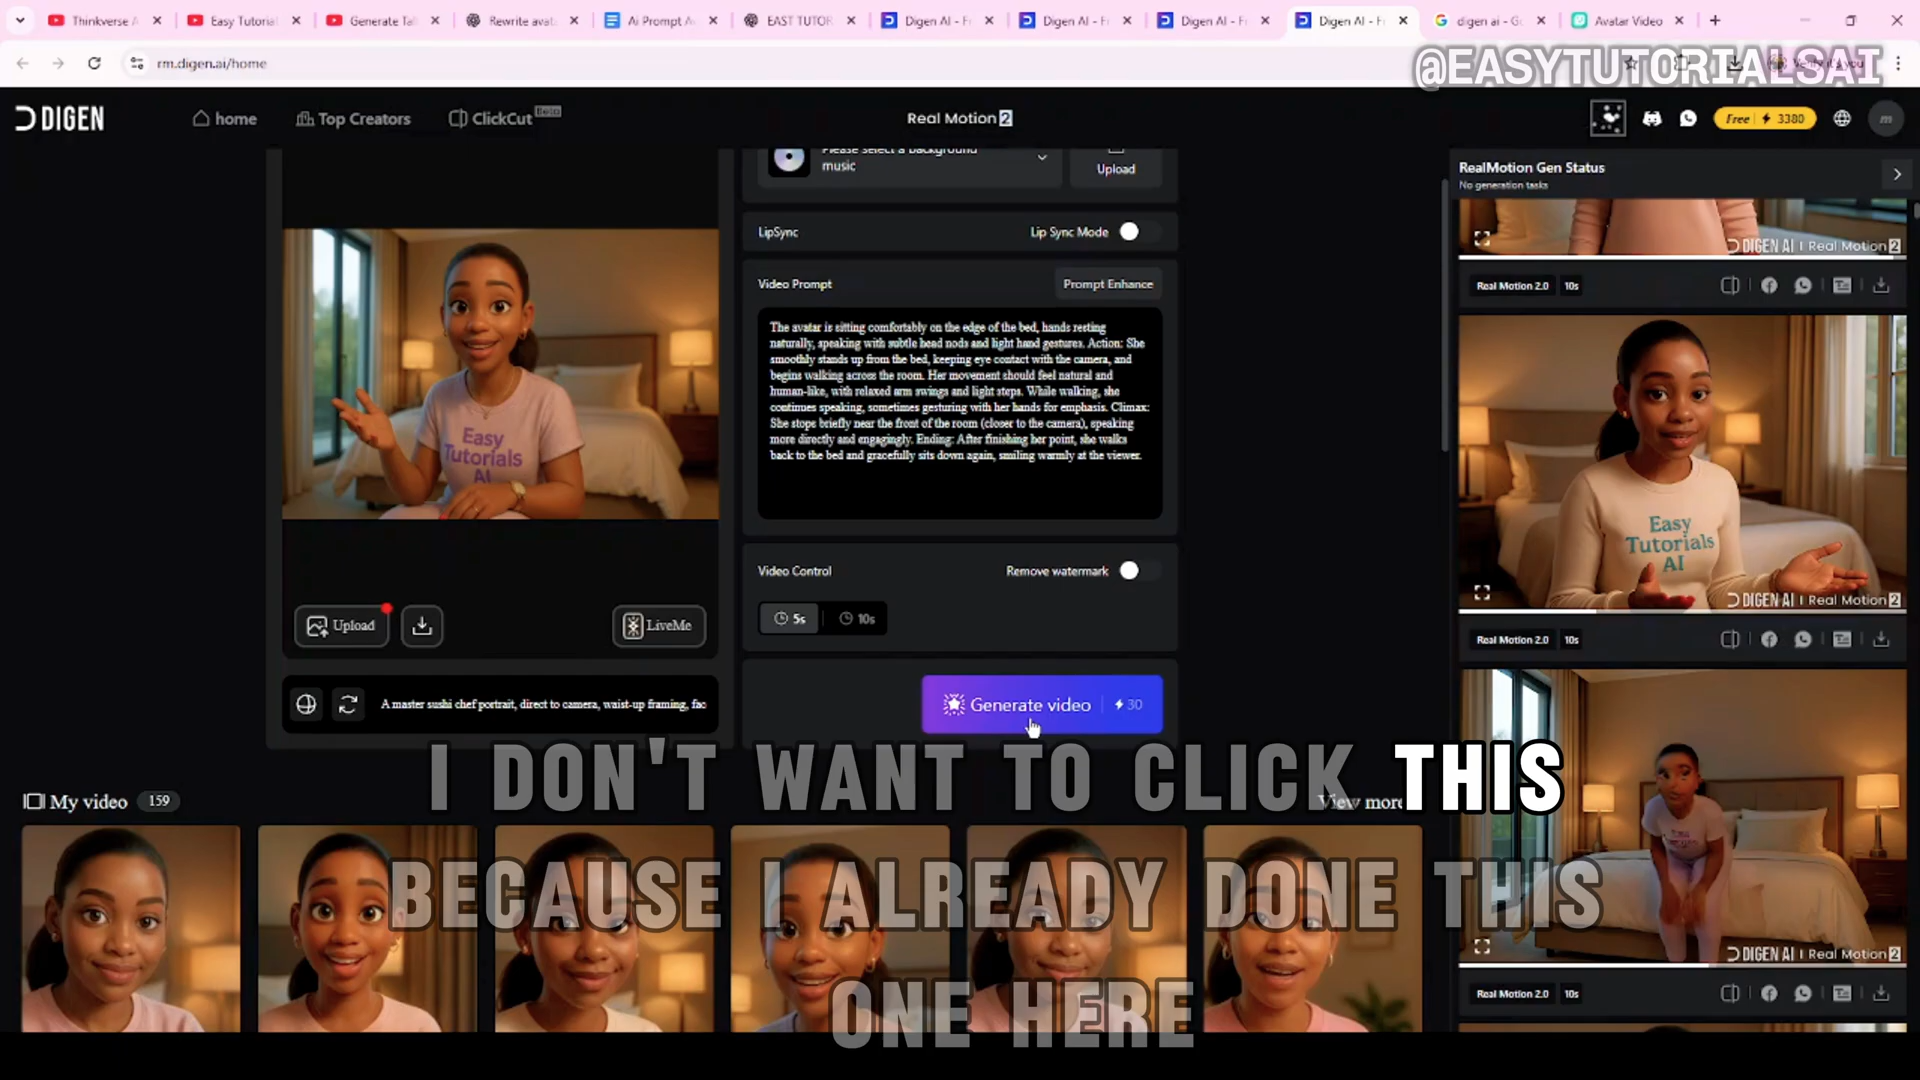 Thinkverse A
Easy Tutorial
Generate Tal
Rewrite avat
Ai Prompt A
EAST TUTOR
Digen AI - Fr
Digen AI - Fr
Digen AI - Fr
Digen AI - Fr
digen ai - Go
Avatar Video
rm.digen.ai/home
@EASYTUTORIALSAI
DIGEN
home
Top Creators
ClickCut Beta
Real Motion 2
Free 3380
m
Please select a background
music
Upload
LipSync
Lip Sync Mode
Video Prompt
Prompt Enhance
The avatar is sitting comfortably on the edge of the bed, hands resting
naturally, speaking with subtle head nods and light hand gestures. Action: She
smoothly stands up from the bed, keeping eye contact with the camera, and
begins walking across the room. Her movement should feel natural and
human-like, with relaxed arm swings and light steps. While walking, she
continues speaking, sometimes gesturing with her hands for emphasis. Climax:
She stops briefly near the front of the room (closer to the camera), speaking
more directly and engagingly. Ending: After finishing her point, she walks
back to the bed and gracefully sits down again, smiling warmly at the viewer.
Easy
Tutorials
AI
Video Control
Remove watermark
5s
10s
Upload
LiveMe
A master sushi chef portrait, direct to camera, waist-up framing, fac
Generate video
30
RealMotion Gen Status
No generation tasks
DIGEN AI | Real Motion 2
Real Motion 2.0
10s
Easy
Tutorials
AI
DIGEN AI | Real Motion 2
Real Motion 2.0
10s
DIGEN AI | Real Motion 2
Real Motion 2.0
10s
My video 159
View more
I DON'T WANT TO CLICK THIS
BECAUSE I ALREADY DONE THIS
ONE HERE